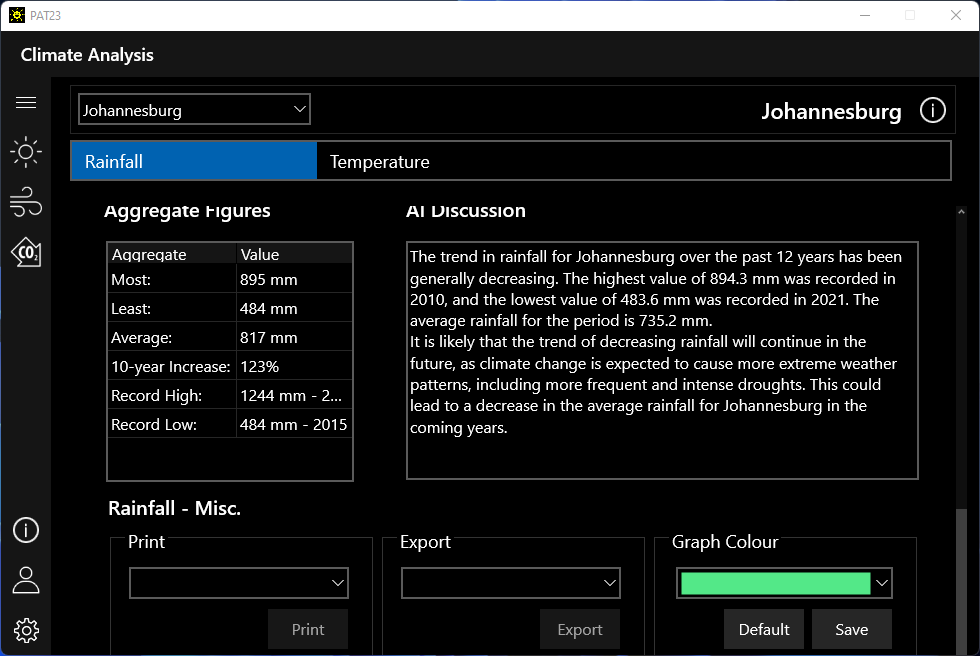 PAT23
Climate Analysis
Johannesburg
Johannesburg
Rainfall
Temperature
Aggregate Figures
AI Discussion
Aggregate Value
Most: 895 mm
Least: 484 mm
Average: 817 mm
10-year Increase: 123%
Record High: 1244 mm - 2...
Record Low: 484 mm - 2015
The trend in rainfall for Johannesburg over the past 12 years has been
generally decreasing. The highest value of 894.3 mm was recorded in
2010, and the lowest value of 483.6 mm was recorded in 2021. The
average rainfall for the period is 735.2 mm.
It is likely that the trend of decreasing rainfall will continue in the
future, as climate change is expected to cause more extreme weather
patterns, including more frequent and intense droughts. This could
lead to a decrease in the average rainfall for Johannesburg in the
coming years.
CO2
Rainfall - Misc.
Print
Export
Graph Colour
Print
Export
Default
Save